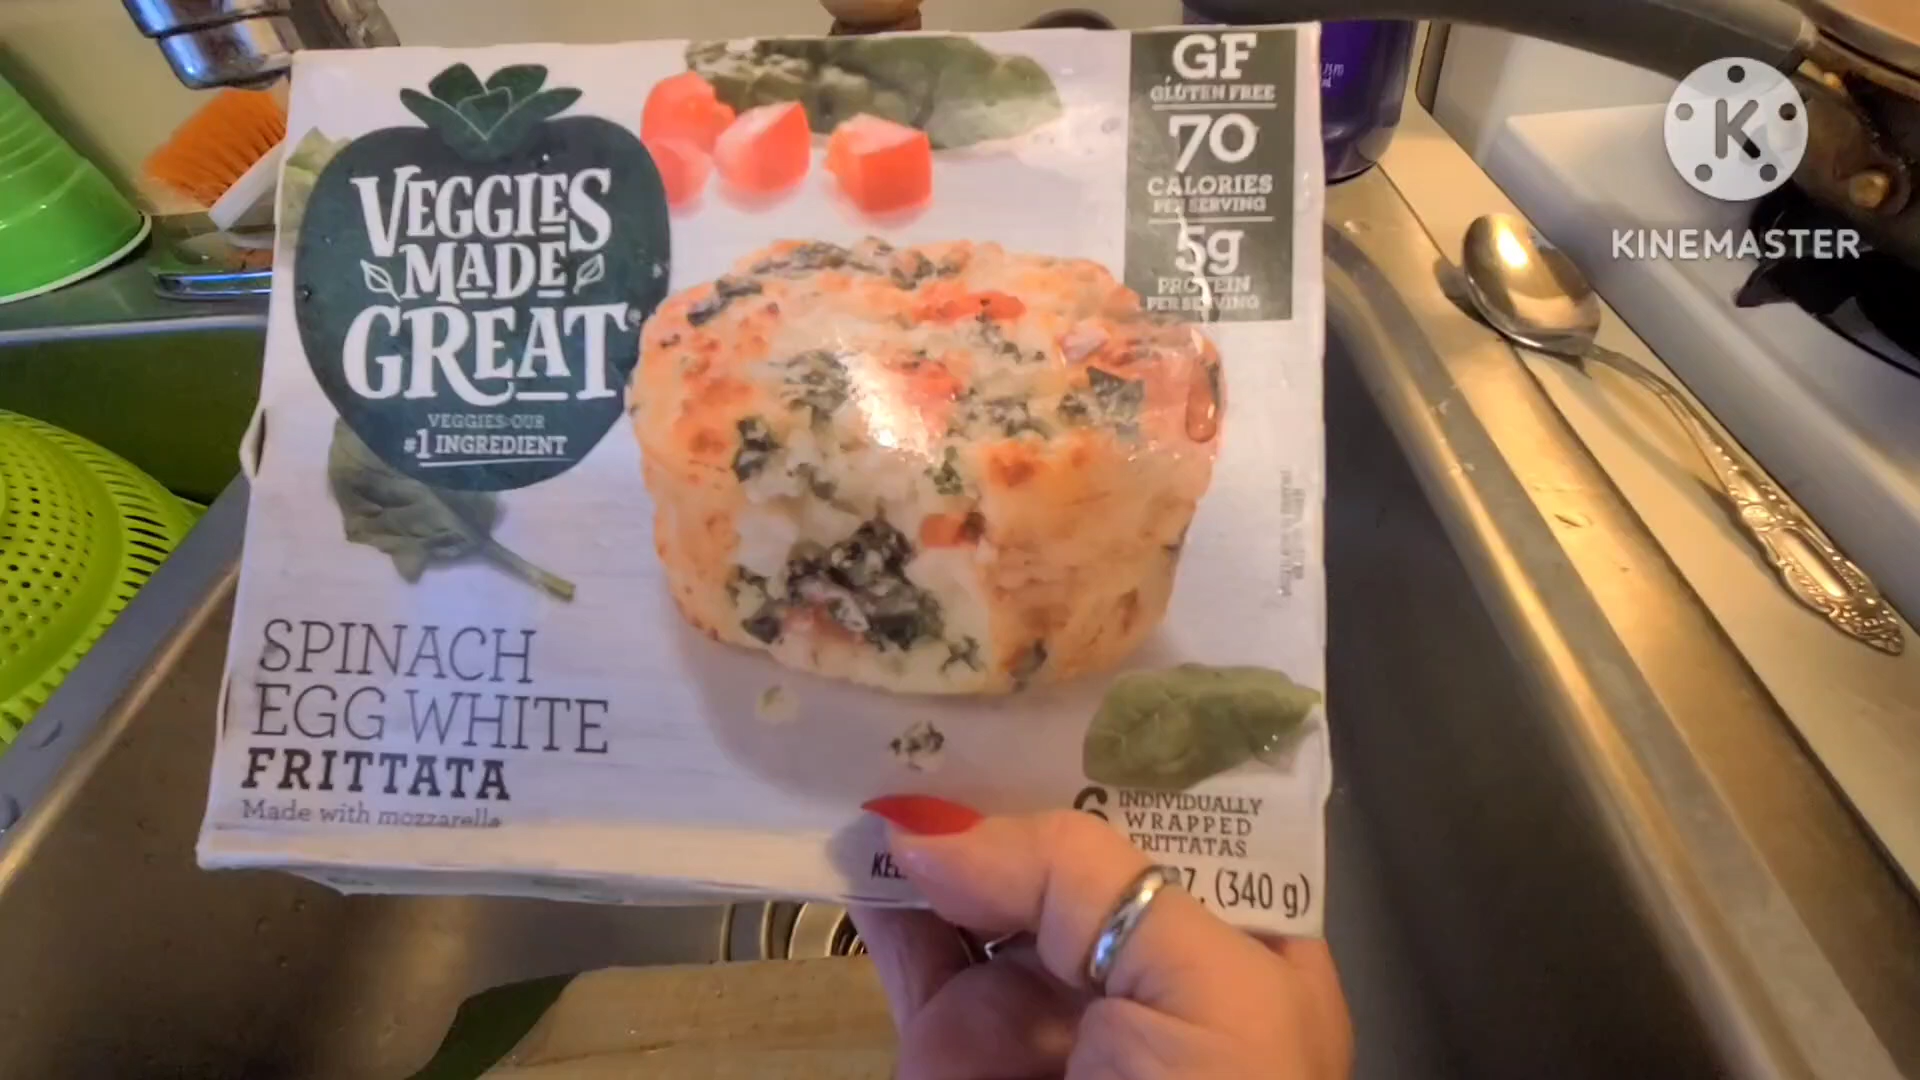 VEGGIES
MADE
GREAT
VEGGIES: OUR
#1 INGREDIENT
GF
GLUTEN FREE
70
CALORIES
PER SERVING
5g
PROTEIN
PER SERVING
KINEMASTER
SPINACH
EGG WHITE
FRITTATA
Made with mozzarella
6 INDIVIDUALLY
WRAPPED
FRITTATAS
(340 g)